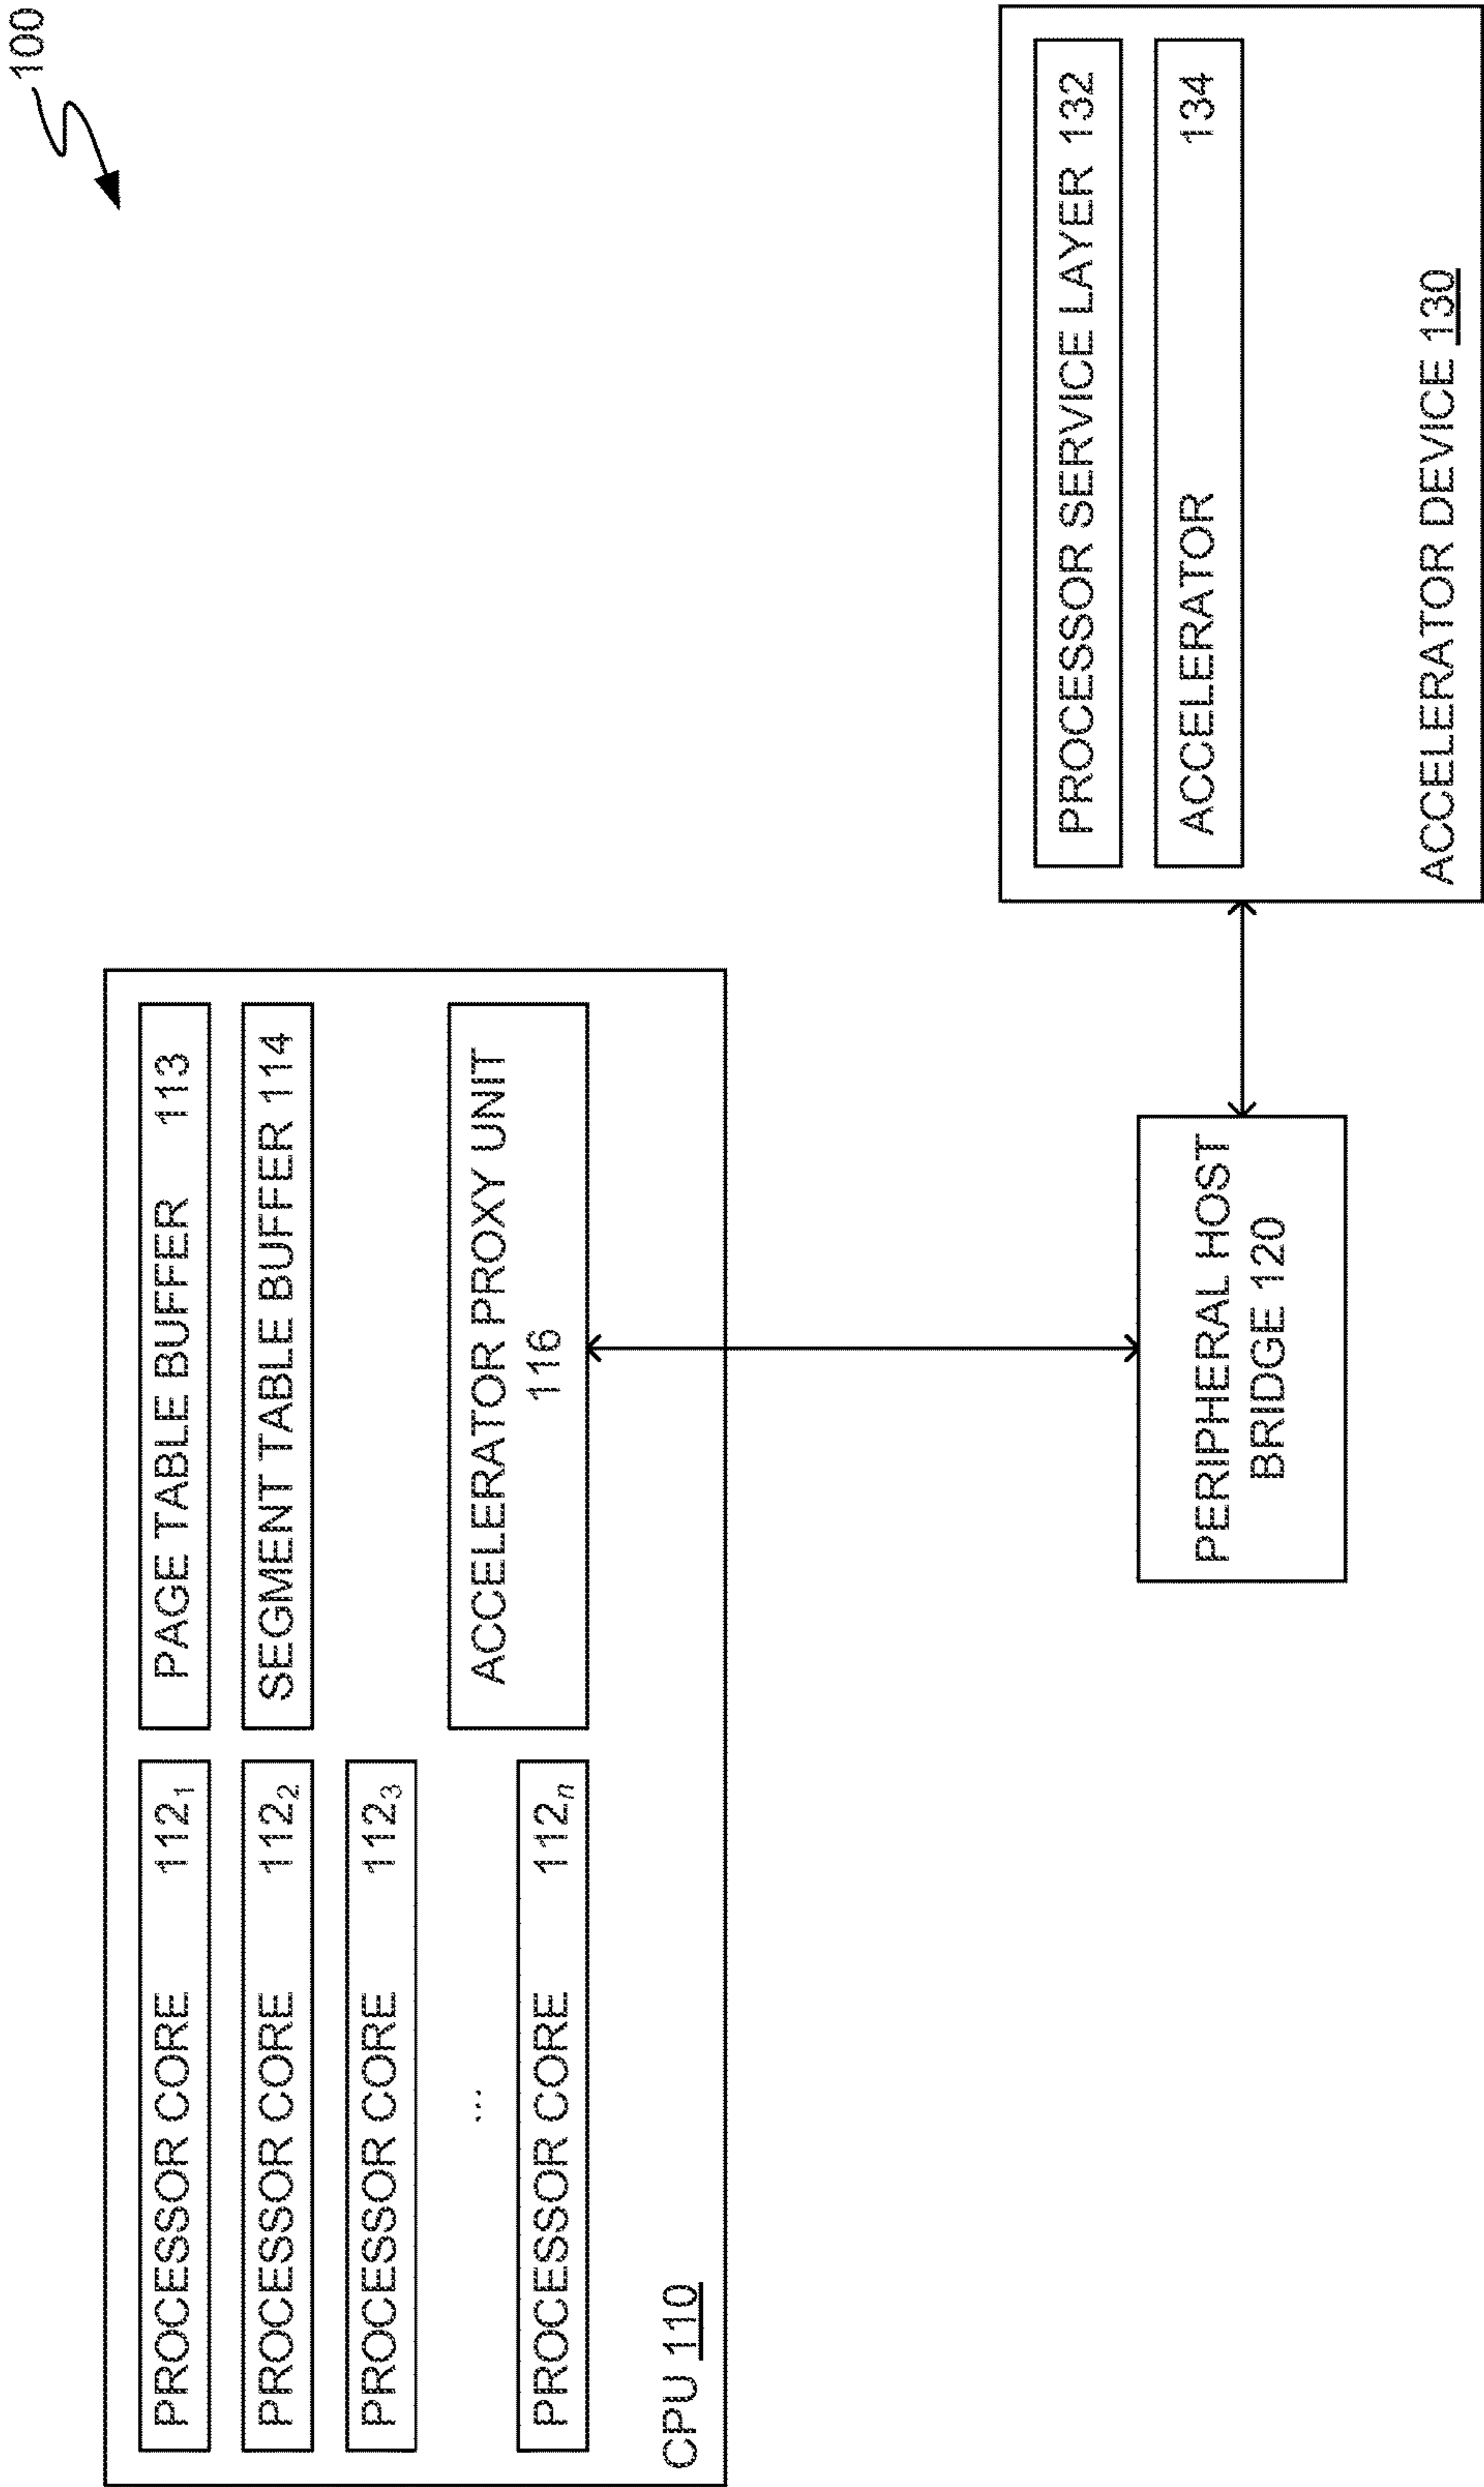 100
PROCESSOR CORE 112₁
PROCESSOR CORE 112₂
PROCESSOR CORE 112₃
...
PROCESSOR CORE 112ₙ
CPU 110
PAGE TABLE BUFFER 113
SEGMENT TABLE BUFFER 114
ACCELERATOR PROXY UNIT
116
PERIPHERAL HOST
BRIDGE 120
PROCESSOR SERVICE LAYER 132
ACCELERATOR 134
ACCELERATOR DEVICE 130